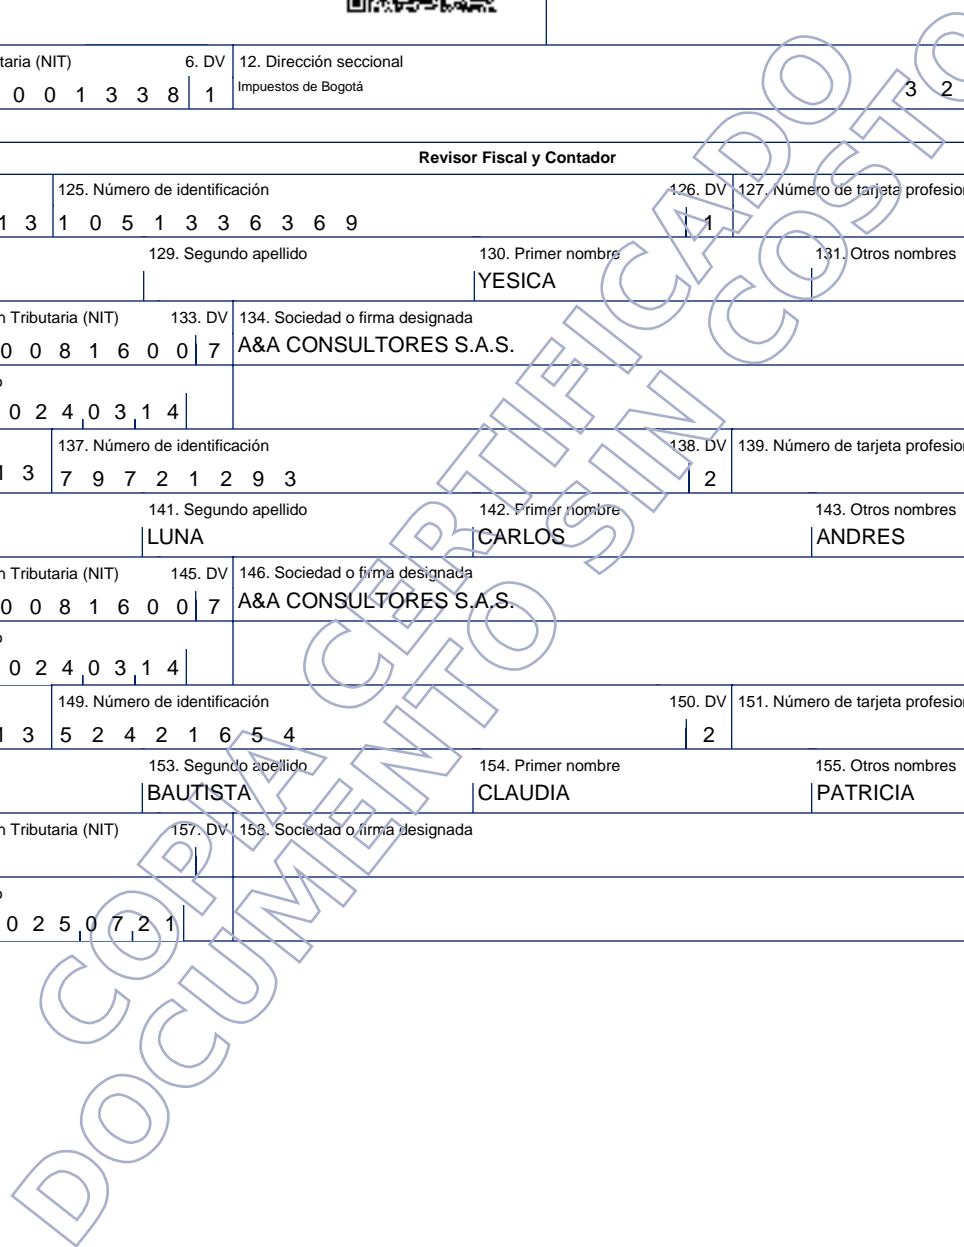 taria (NIT) 6. DV 12. Dirección seccional
0 0 1 3 3 8 1 Impuestos de Bogotá 3 2
Revisor Fiscal y Contador
125. Número de identificación 126. DV 127. Número de tarjeta profesion
1 3 1 0 5 1 3 3 6 3 6 9 1
129. Segundo apellido 130. Primer nombre 131. Otros nombres
YESICA
n Tributaria (NIT) 133. DV 134. Sociedad o firma designada
0 0 8 1 6 0 0 7 A&A CONSULTORES S.A.S.
o
0 2 4 0 3 1 4
137. Número de identificación 138. DV 139. Número de tarjeta profesion
1 3 7 9 7 2 1 2 9 3 2
141. Segundo apellido 142. Primer nombre 143. Otros nombres
LUNA CARLOS ANDRES
n Tributaria (NIT) 145. DV 146. Sociedad o firma designada
0 0 8 1 6 0 0 7 A&A CONSULTORES S.A.S.
o
0 2 4 0 3 1 4
149. Número de identificación 150. DV 151. Número de tarjeta profesion
1 3 5 2 4 2 1 6 5 4 2
153. Segundo apellido 154. Primer nombre 155. Otros nombres
BAUTISTA CLAUDIA PATRICIA
n Tributaria (NIT) 157. DV 158. Sociedad o firma designada
o
0 2 5 0 7 2 1
COPIA CERTIFICADO
DOCUMENTO SIN COSTO